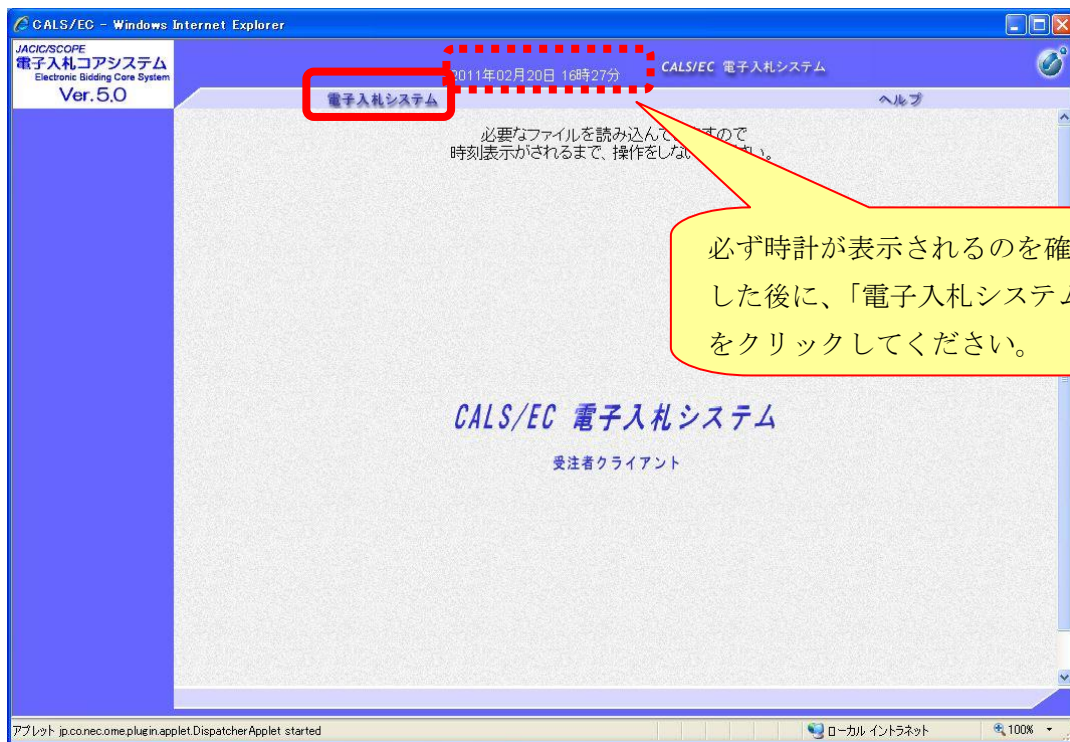 CALS/EC - Windows Internet Explorer
JACIC/SCOPE
電子入札コアシステム
Electronic Bidding Core System
Ver.5.0
2011年02月20日 16時27分
CALS/EC 電子入札システム
電子入札システム
ヘルプ
必要なファイルを読み込んで すので
時刻表示がされるまで、操作をしな さい。
必ず時計が表示されるのを確
した後に、「電子入札システム
をクリックしてください。
CALS/EC 電子入札システム
受注者クライアント
アプレット jp.co.nec.ome.plugin.applet.DispatcherApplet started
ローカル イントラネット
100%